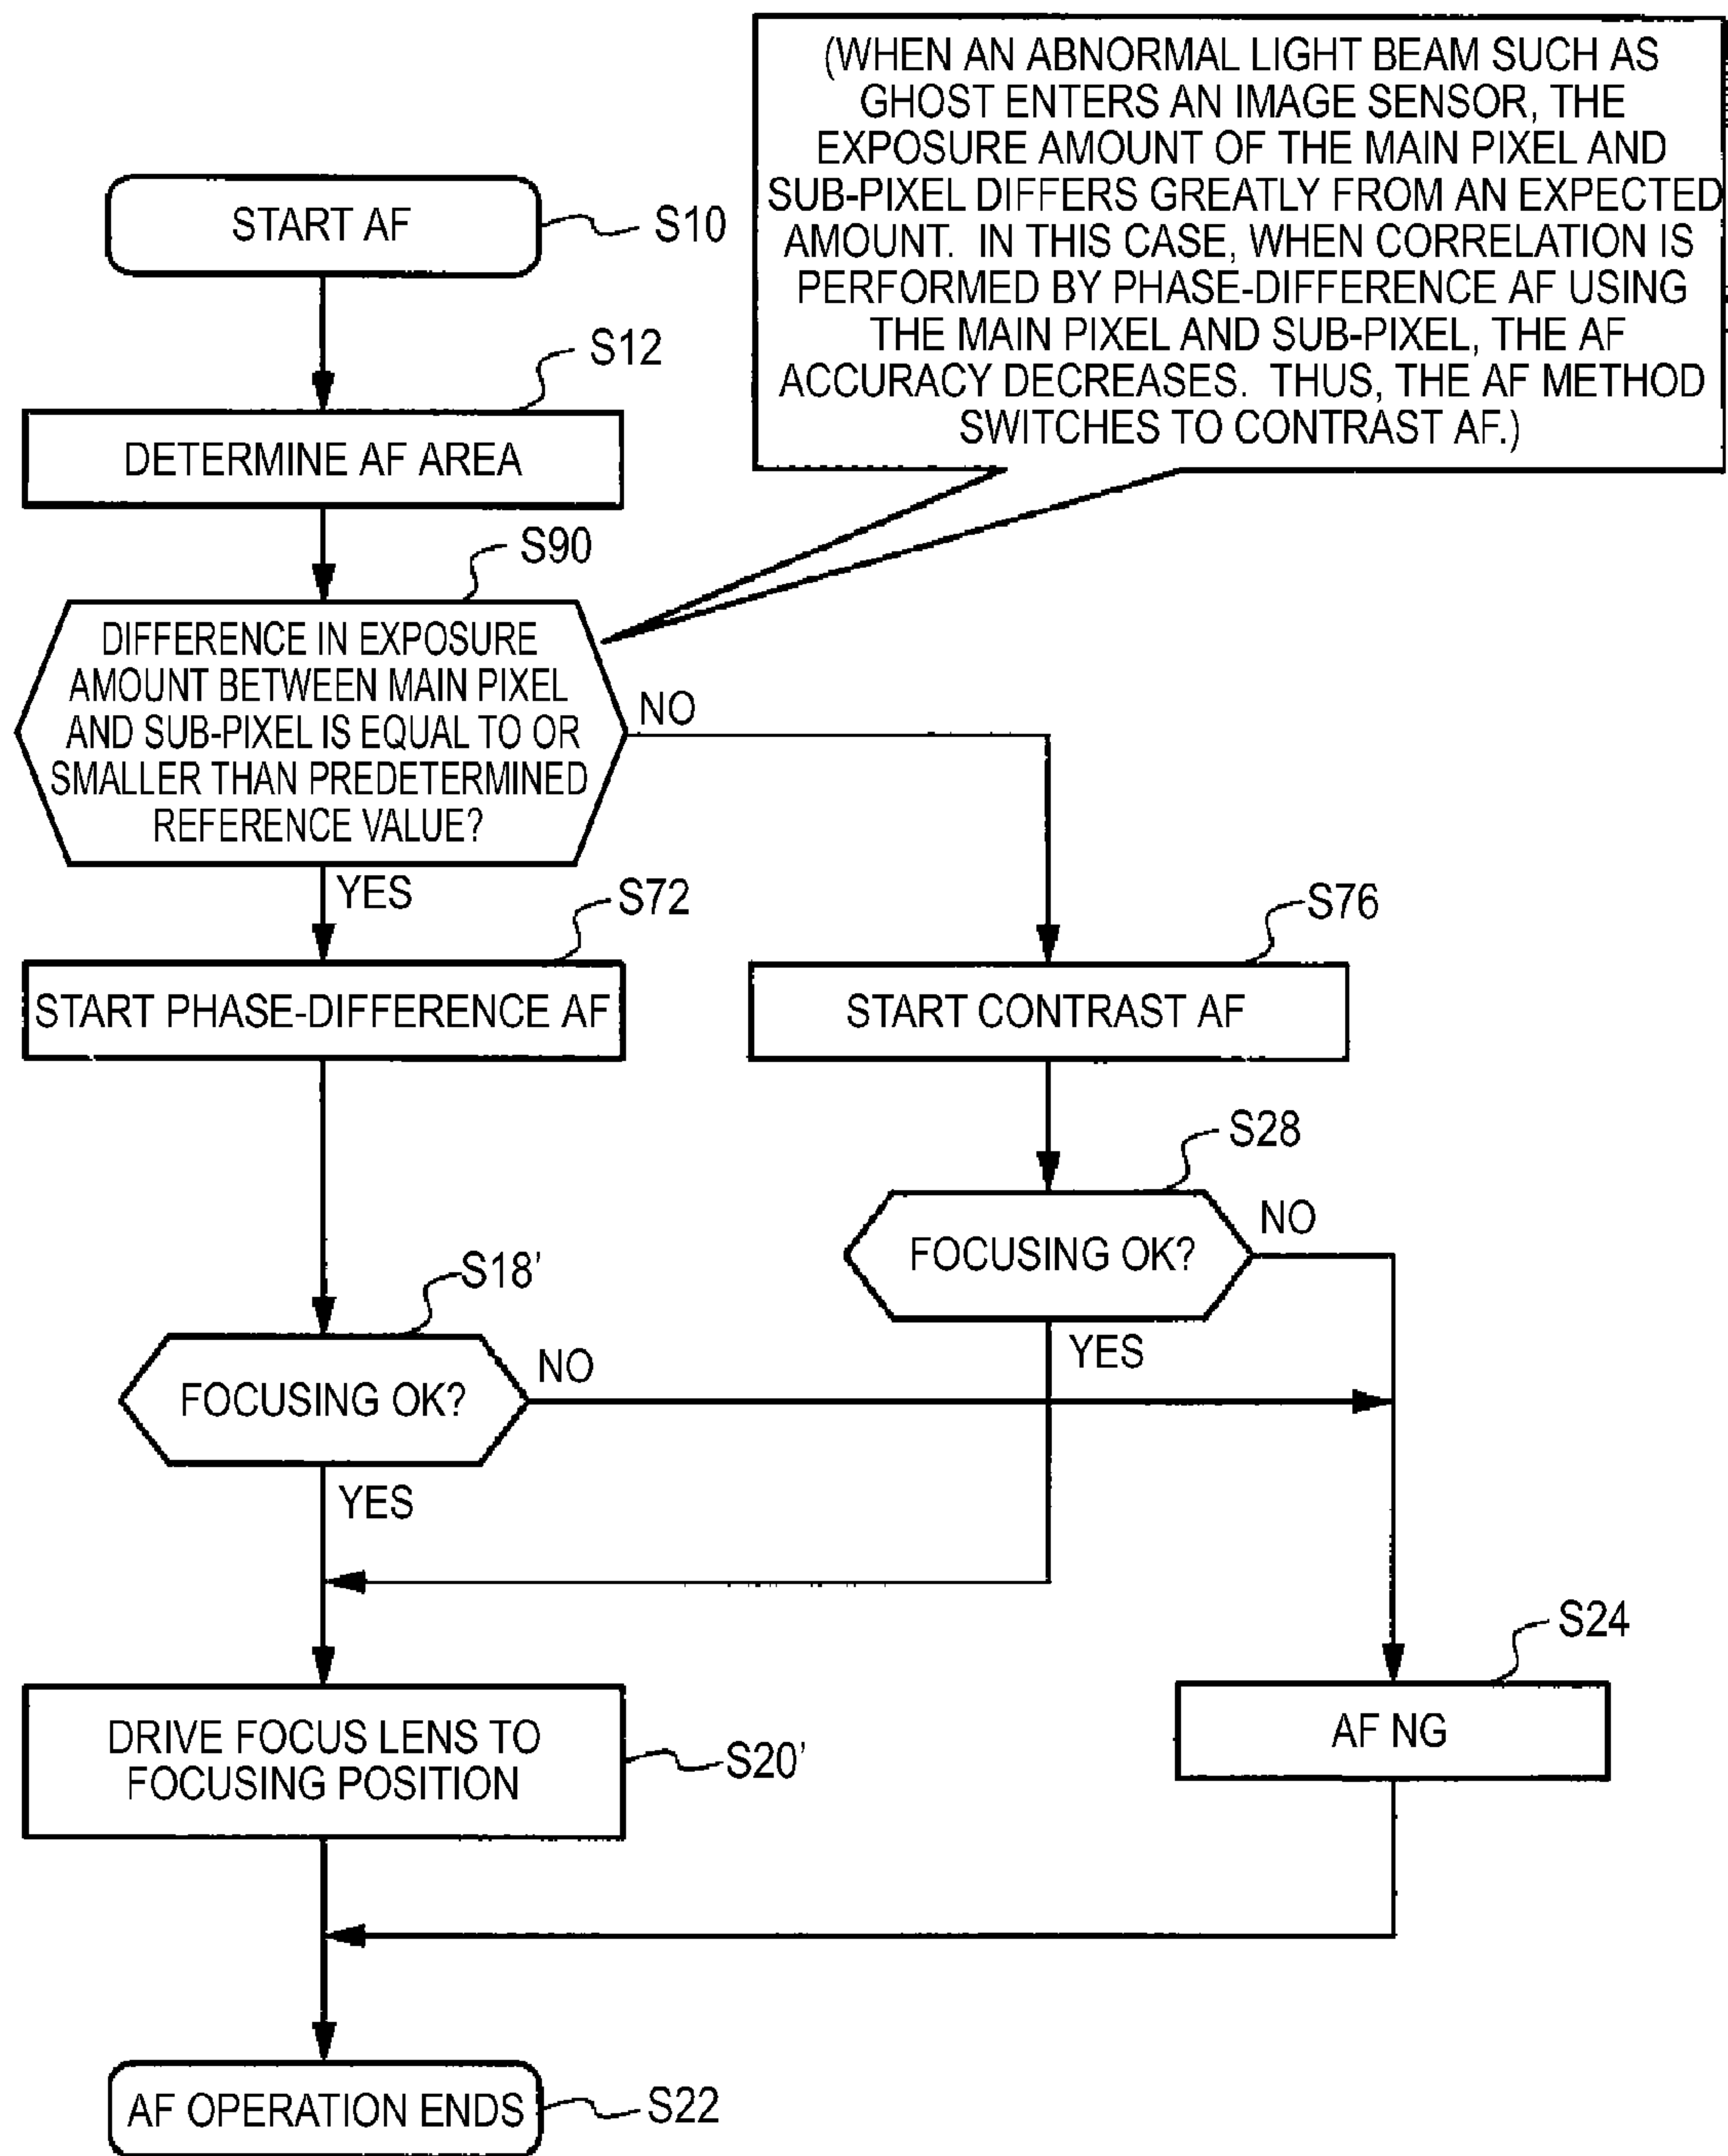 (WHEN AN ABNORMAL LIGHT BEAM SUCH AS
GHOST ENTERS AN IMAGE SENSOR, THE
EXPOSURE AMOUNT OF THE MAIN PIXEL AND
SUB-PIXEL DIFFERS GREATLY FROM AN EXPECTED
AMOUNT. IN THIS CASE, WHEN CORRELATION IS
PERFORMED BY PHASE-DIFFERENCE AF USING
THE MAIN PIXEL AND SUB-PIXEL, THE AF
ACCURACY DECREASES. THUS, THE AF METHOD
SWITCHES TO CONTRAST AF.)
START AF
S10
S12
DETERMINE AF AREA
S90
DIFFERENCE IN EXPOSURE
AMOUNT BETWEEN MAIN PIXEL
AND SUB-PIXEL IS EQUAL TO OR
SMALLER THAN PREDETERMINED
REFERENCE VALUE?
NO
YES
S72
START PHASE-DIFFERENCE AF
S76
START CONTRAST AF
S28
FOCUSING OK?
NO
YES
S18'
FOCUSING OK?
NO
YES
DRIVE FOCUS LENS TO
FOCUSING POSITION
S20'
S24
AF NG
AF OPERATION ENDS
S22